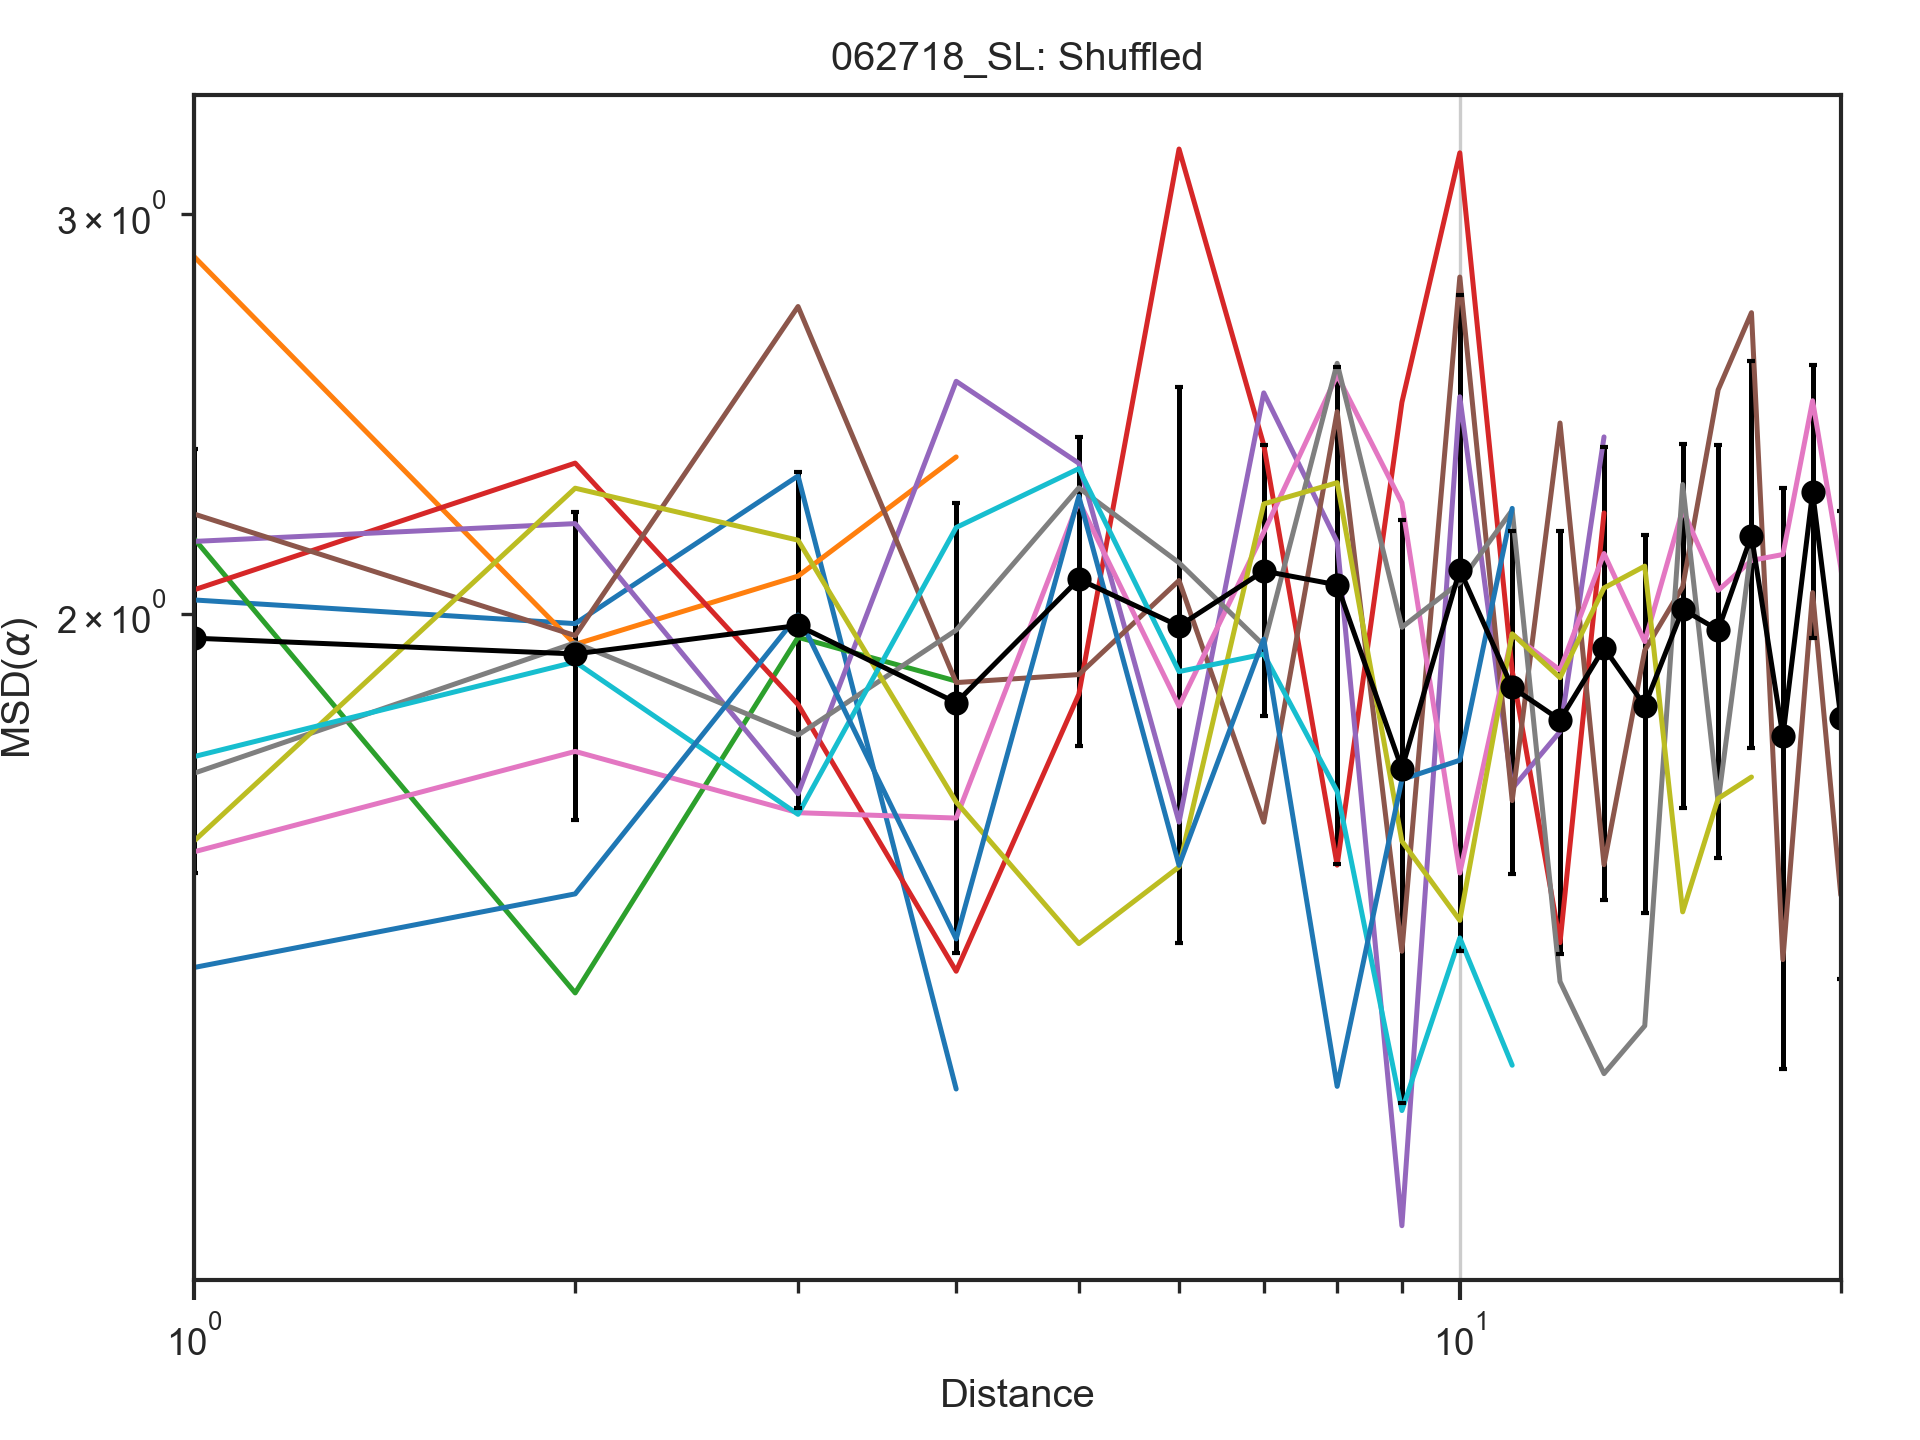 062718_SL: Shuffled
3 × 10⁰
2 × 10⁰
MSD(α)
10⁰
10¹
Distance